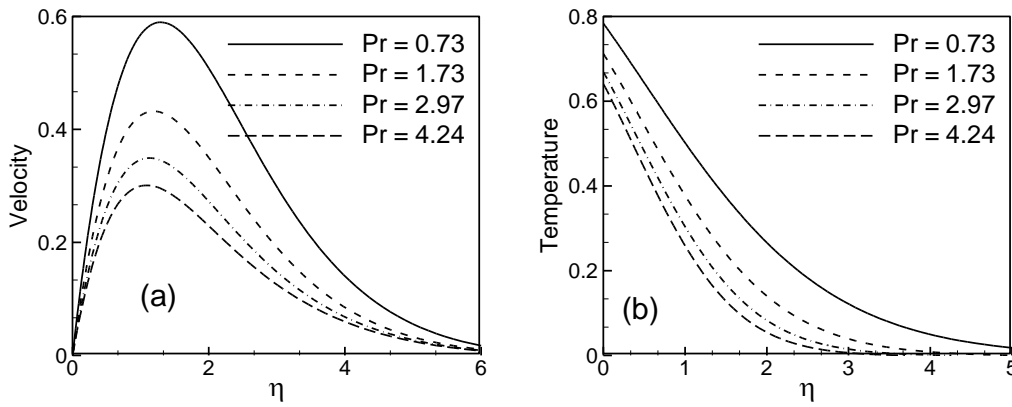 0.6
0.4
0.2
0
Velocity
Pr = 0.73
Pr = 1.73
Pr = 2.97
Pr = 4.24
(a)
0 2 4 6
η
0.8
0.6
0.4
0.2
0
Temperature
Pr = 0.73
Pr = 1.73
Pr = 2.97
Pr = 4.24
(b)
0 1 2 3 4 5
η